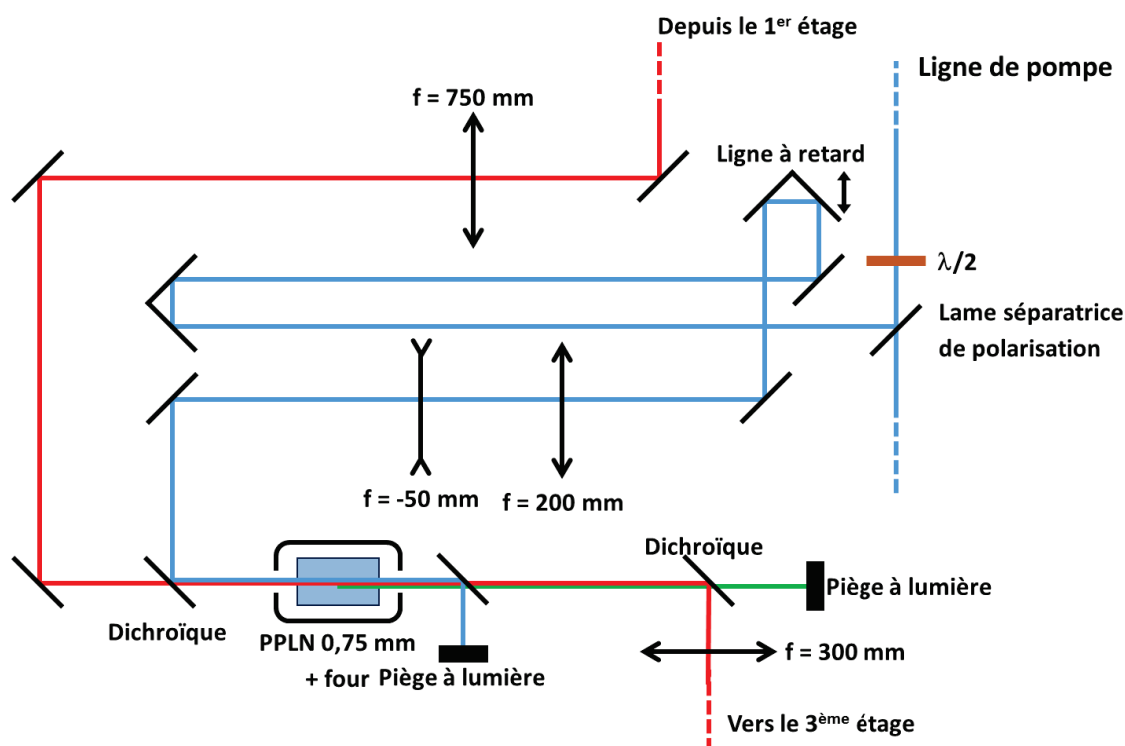 Depuis le 1er étage
Ligne de pompe
f = 750 mm
Ligne à retard
λ/2
Lame séparatrice
de polarisation
f = -50 mm
f = 200 mm
Dichroïque
Piège à lumière
Dichroïque
PPLN 0,75 mm
+ four
Piège à lumière
f = 300 mm
Vers le 3ème étage